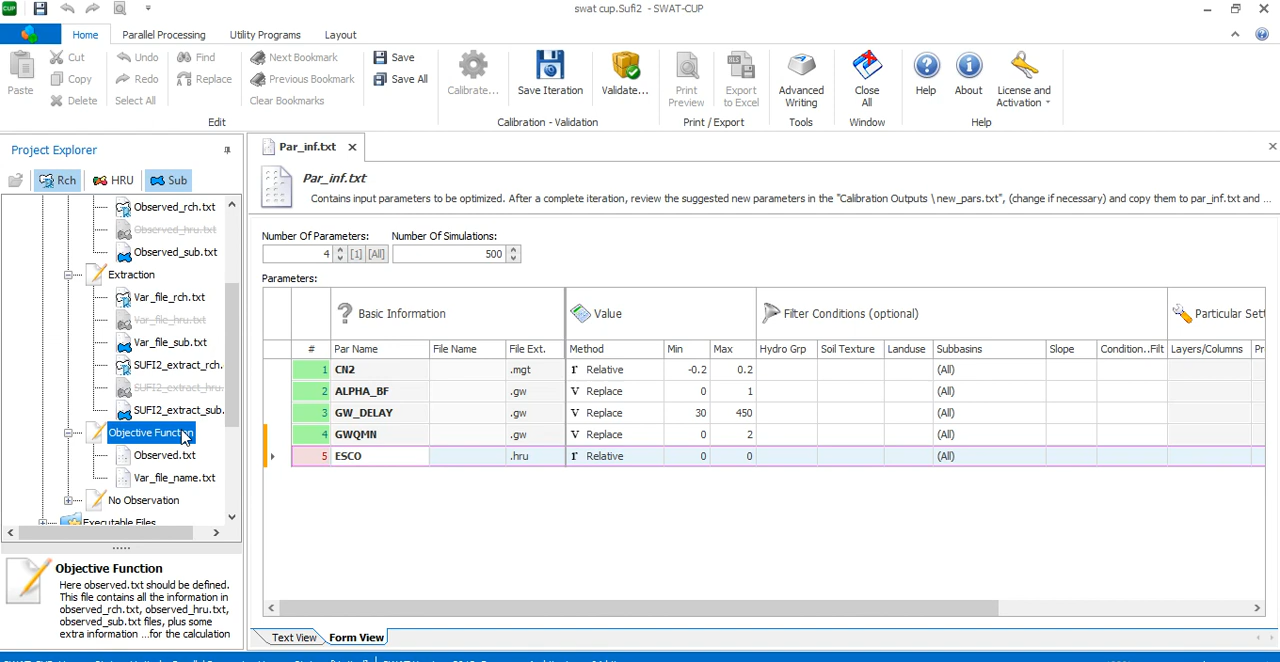 CUP
swat cup.Sufi2 - SWAT-CUP
Home Parallel Processing Utility Programs Layout
Paste
Cut
Copy
Delete
Undo
Redo
Select All
Find
Replace
Next Bookmark
Previous Bookmark
Clear Bookmarks
Save
Save All
Calibrate...
Save Iteration
Validate...
Print Preview
XLS
Export to Excel
Advanced Writing
Close All
Help
About
License and Activation
Edit
Calibration - Validation
Print / Export
Tools
Window
Help
Project Explorer
Rch HRU Sub
Observed_rch.txt
Observed_hru.txt
Observed_sub.txt
Extraction
Var_file_rch.txt
Var_file_hru.txt
Var_file_sub.txt
SUFI2_extract_rch.
SUFI2_extract_hru.
SUFI2_extract_sub.
Objective Function
Observed.txt
Var_file_name.txt
No Observation
Executable Files
Objective Function
Here observed.txt should be defined.
This file contains all the information in
observed_rch.txt, observed_hru.txt,
observed_sub.txt files, plus some
extra information ...for the calculation
Par_inf.txt
Par_inf.txt
Contains input parameters to be optimized. After a complete iteration, review the suggested new parameters in the "Calibration Outputs \new_pars.txt", (change if necessary) and copy them to par_inf.txt and ...
Number Of Parameters: Number Of Simulations:
4 [1] [All] 500
Parameters:
? Basic Information Value Filter Conditions (optional) Particular Sett
# Par Name File Name File Ext. Method Min Max Hydro Grp Soil Texture Landuse Subbasins Slope Condition..Filt Layers/Columns Pr
1 CN2 .mgt r Relative -0.2 0.2 (All)
2 ALPHA_BF .gw v Replace 0 1 (All)
3 GW_DELAY .gw v Replace 30 450 (All)
4 GWQMN .gw v Replace 0 2 (All)
5 ESCO .hru r Relative 0 0 (All)
Text View Form View